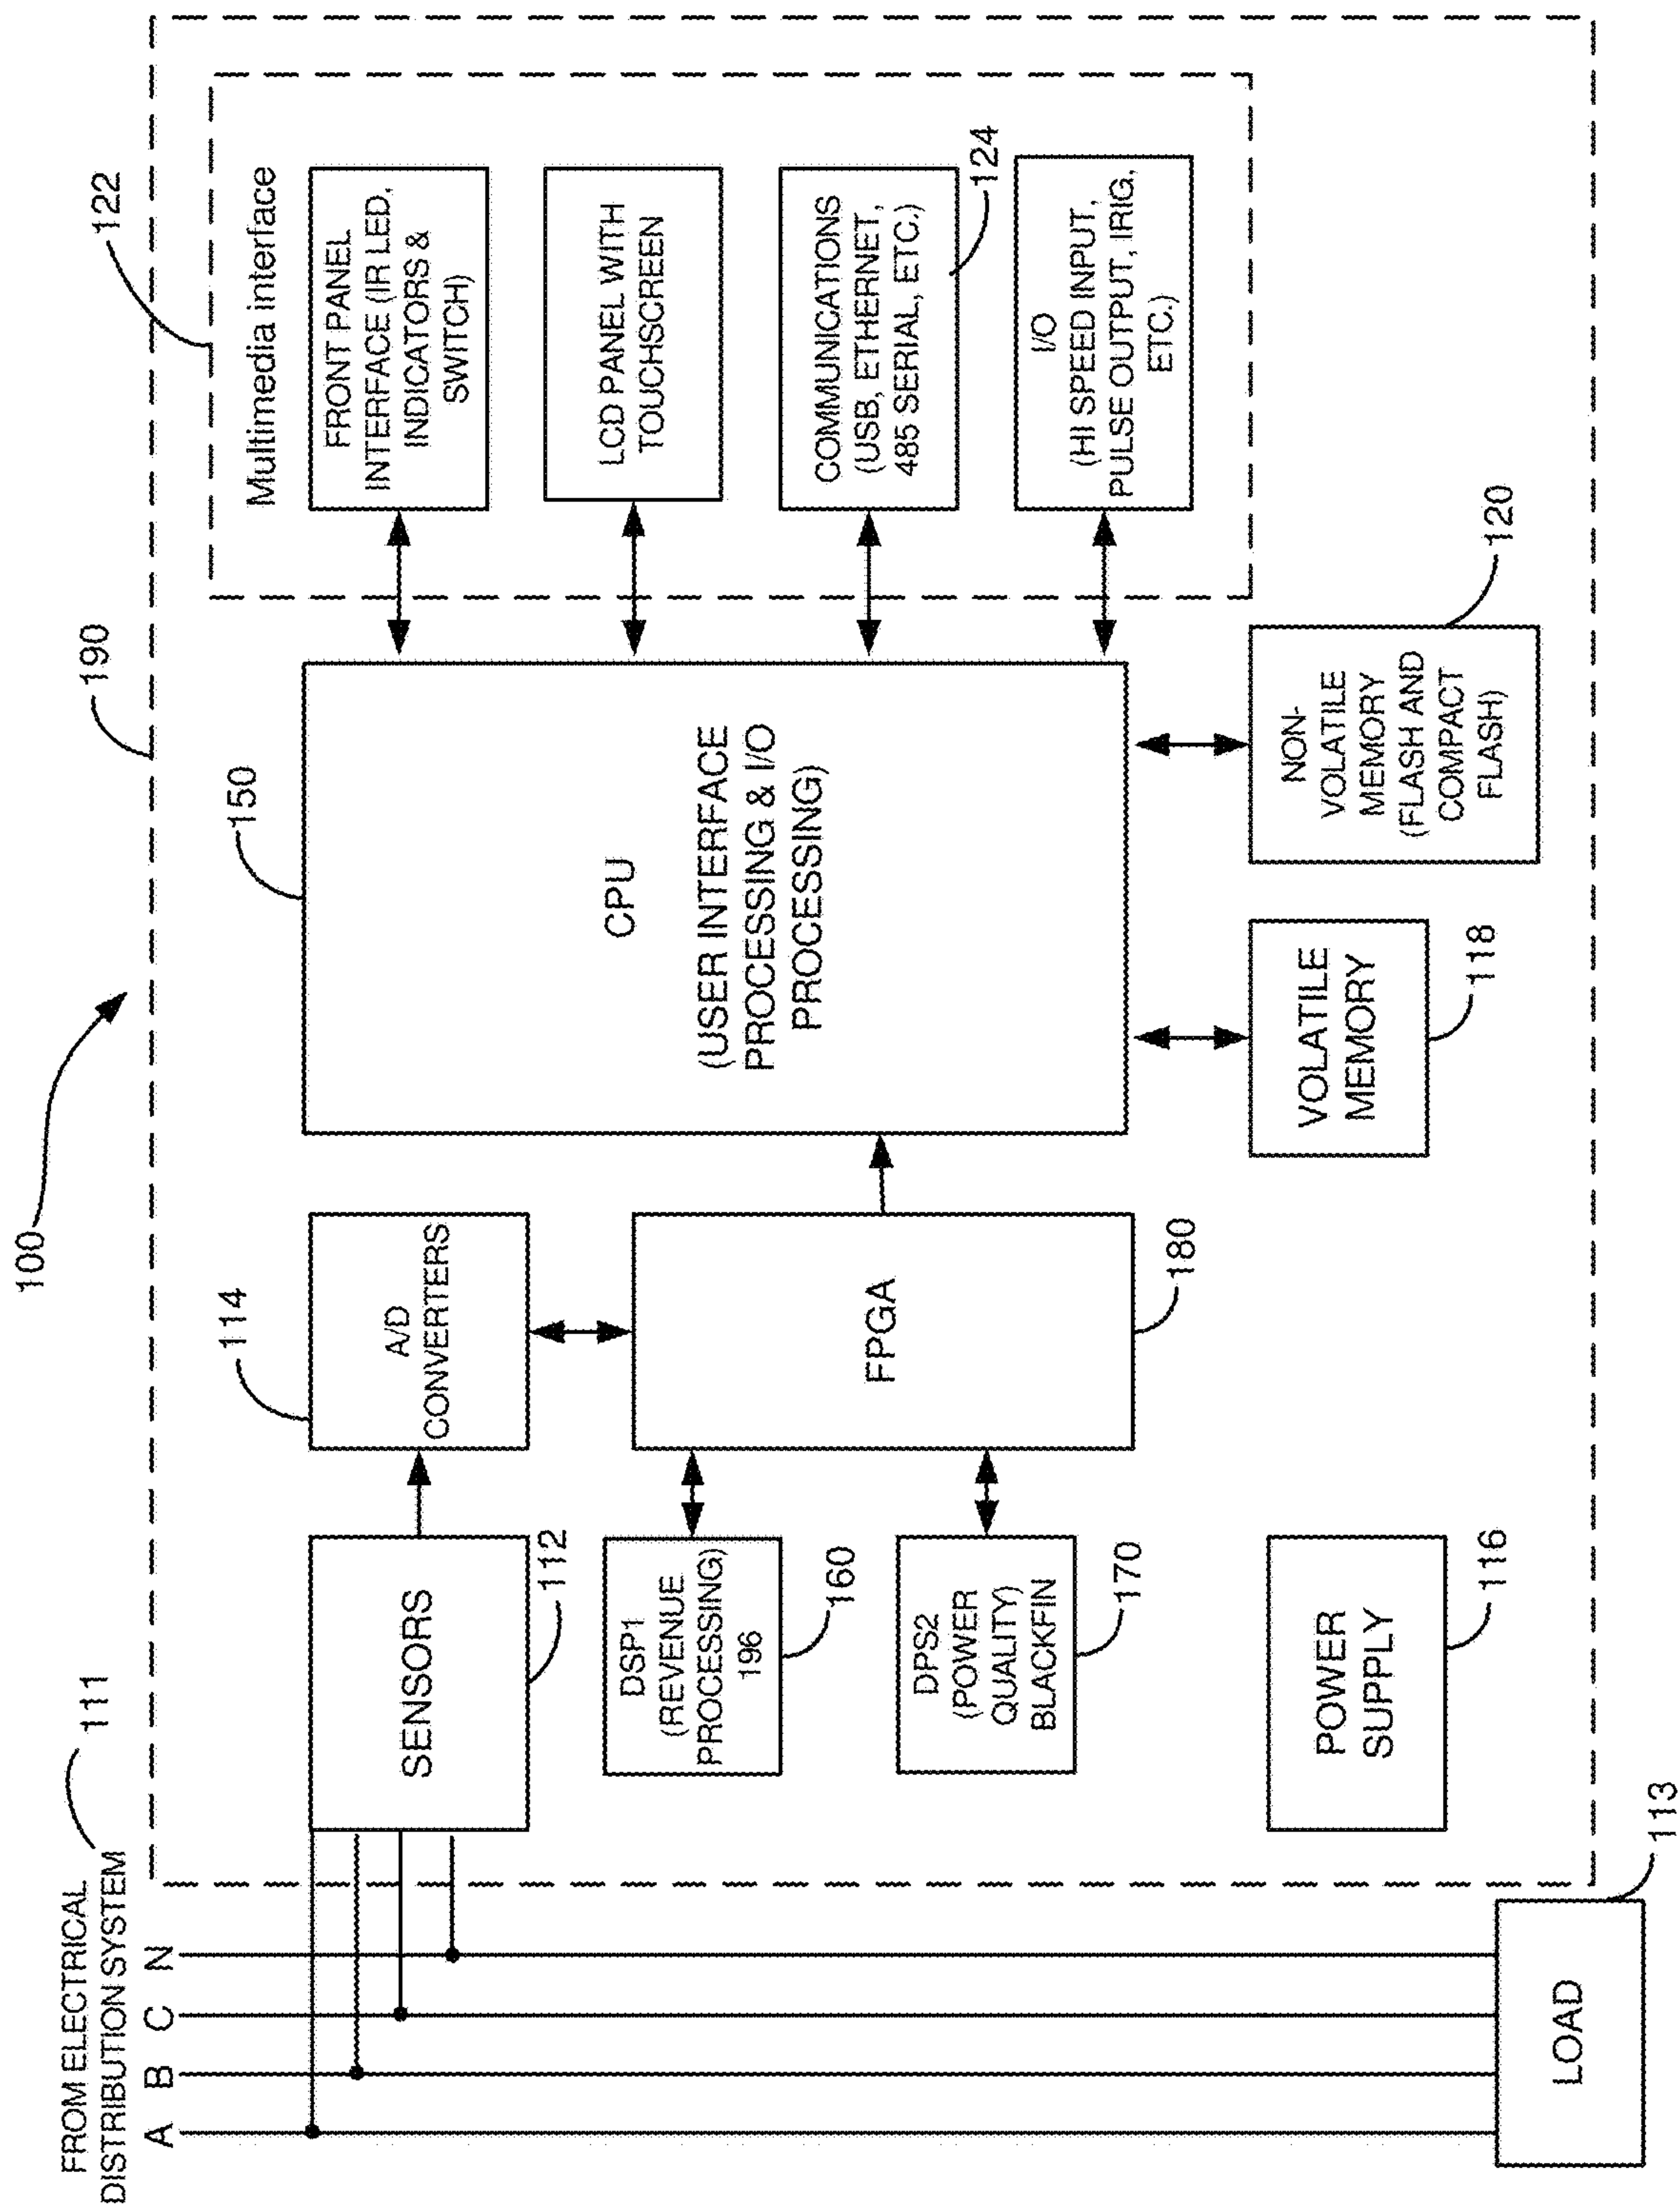 100
FROM ELECTRICAL
DISTRIBUTION SYSTEM
111
A
B
C
N
190
122
SENSORS
112
114
A/D
CONVERTERS
150
CPU
(USER INTERFACE
PROCESSING & I/O
PROCESSING)
Multimedia interface
FRONT PANEL
INTERFACE (IR LED,
INDICATORS &
SWITCH)
LCD PANEL WITH
TOUCHSCREEN
COMMUNICATIONS
(USB, ETHERNET,
485 SERIAL, ETC.)
124
I/O
(HI SPEED INPUT,
PULSE OUTPUT, IRIG,
ETC.)
DSP1
(REVENUE
PROCESSING)
196
160
FPGA
180
DPS2
(POWER
QUALITY)
BLACKFIN
170
POWER
SUPPLY
116
VOLATILE
MEMORY
118
NON-
VOLATILE
MEMORY
(FLASH AND
COMPACT
FLASH)
120
LOAD
113